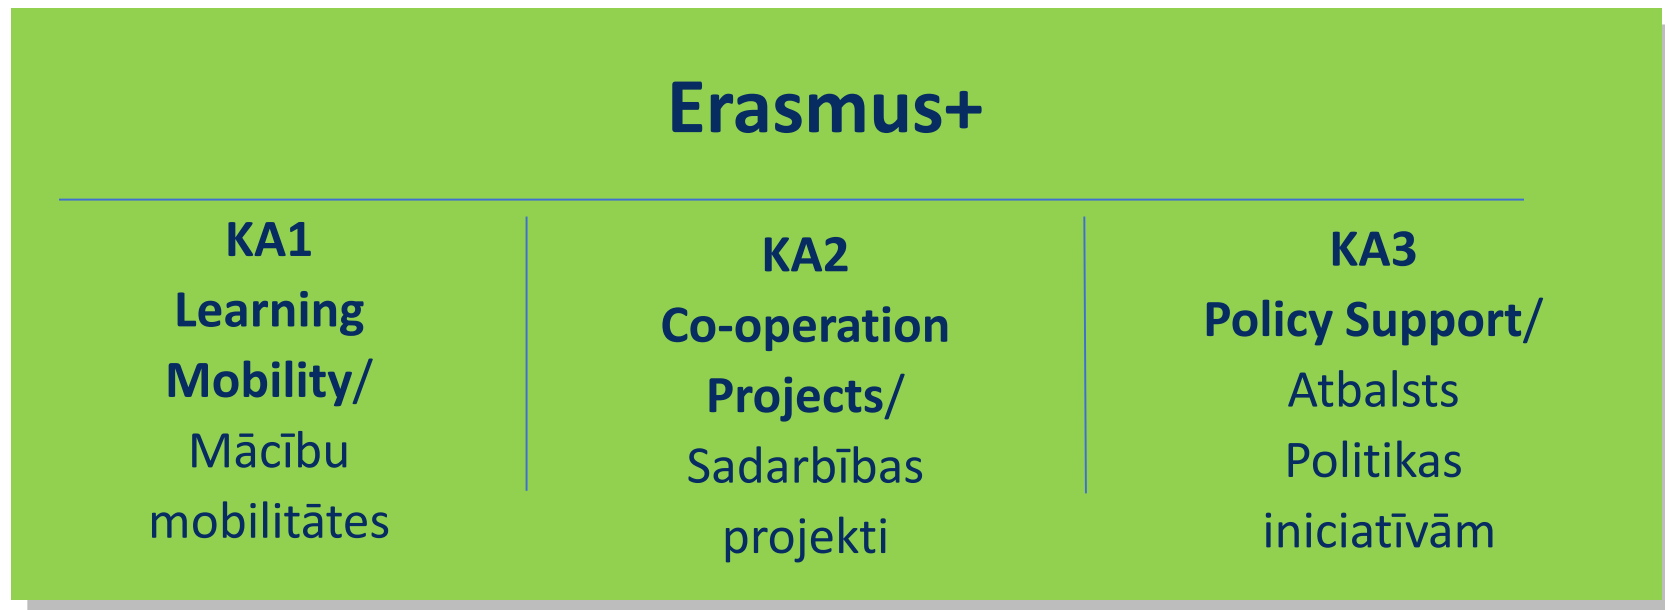 Erasmus+
KA1
Learning
Mobility/
Mācību
mobilitātes
KA2
Co-operation
Projects/
Sadarbības
projekti
KA3
Policy Support/
Atbalsts
Politikas
iniciatīvām